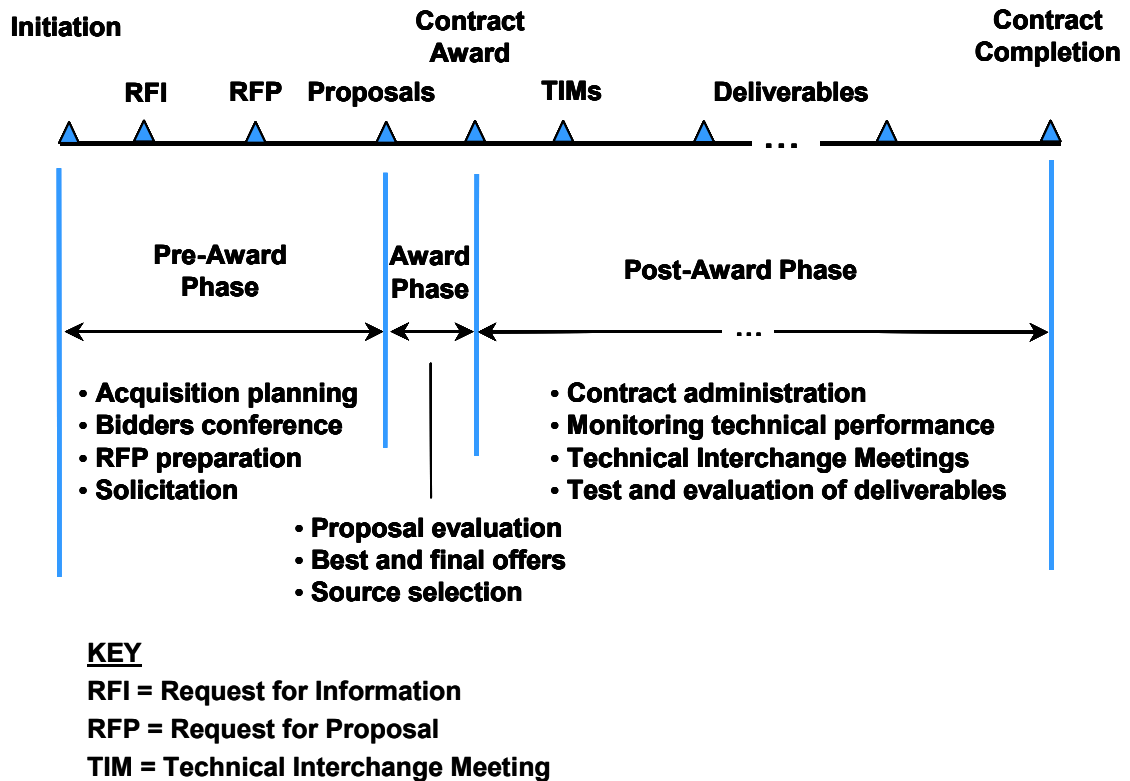 Initiation
Contract
Award
Contract
Completion
RFI
RFP
Proposals
TIMs
Deliverables
...
Pre-Award
Phase
Award
Phase
Post-Award Phase
...
• Acquisition planning
• Bidders conference
• RFP preparation
• Solicitation
• Contract administration
• Monitoring technical performance
• Technical Interchange Meetings
• Test and evaluation of deliverables
• Proposal evaluation
• Best and final offers
• Source selection
KEY
RFI = Request for Information
RFP = Request for Proposal
TIM = Technical Interchange Meeting